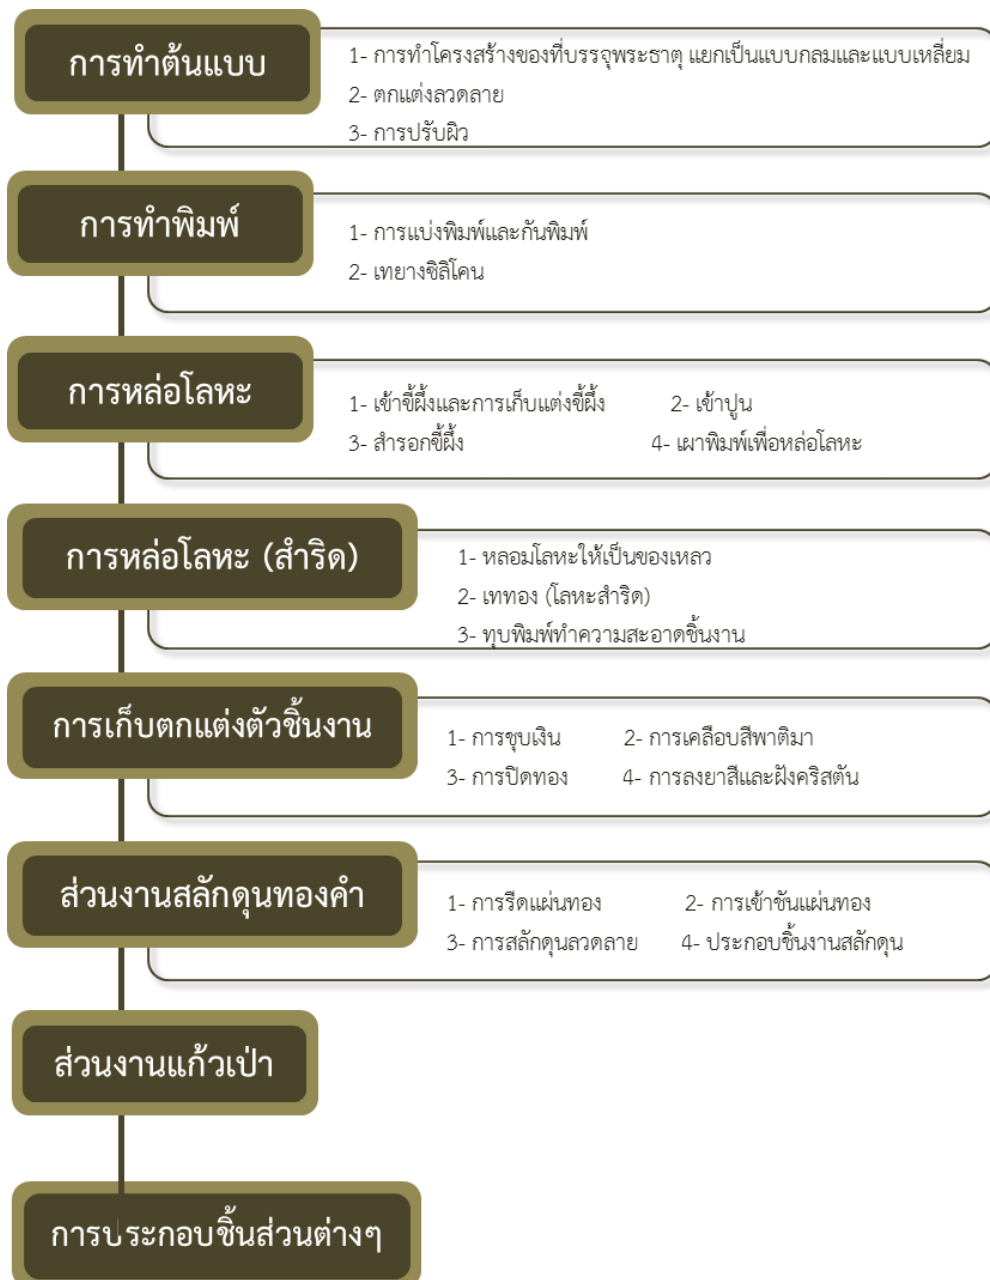 การทำต้นแบบ
1- การทำโครงสร้างของที่บรรจุพระธาตุ แยกเป็นแบบกลมและแบบเหลี่ยม
2- ตกแต่งลวดลาย
3- การปรับผิว
การทำพิมพ์
1- การแบ่งพิมพ์และกันพิมพ์
2- เทยางซิลิโคน
การหล่อโลหะ
1- เข้าขี้ผึ้งและการเก็บแต่งขี้ผึ้ง 2- เข้าปูน
3- สำรอกขี้ผึ้ง 4- เผาพิมพ์เพื่อหล่อโลหะ
การหล่อโลหะ (สำริด)
1- หลอมโลหะให้เป็นของเหลว
2- เททอง (โลหะสำริด)
3- ทุบพิมพ์ทำความสะอาดชิ้นงาน
การเก็บตกแต่งตัวชิ้นงาน
1- การชุบเงิน 2- การเคลือบสีพาติมา
3- การปิดทอง 4- การลงยาสีและฝังคริสตัน
ส่วนงานสลักดุนทองคำ
1- การรีดแผ่นทอง 2- การเข้าชันแผ่นทอง
3- การสลักดุนลวดลาย 4- ประกอบชิ้นงานสลักดุน
ส่วนงานแก้วเป่า
การประกอบชิ้นส่วนต่างๆ